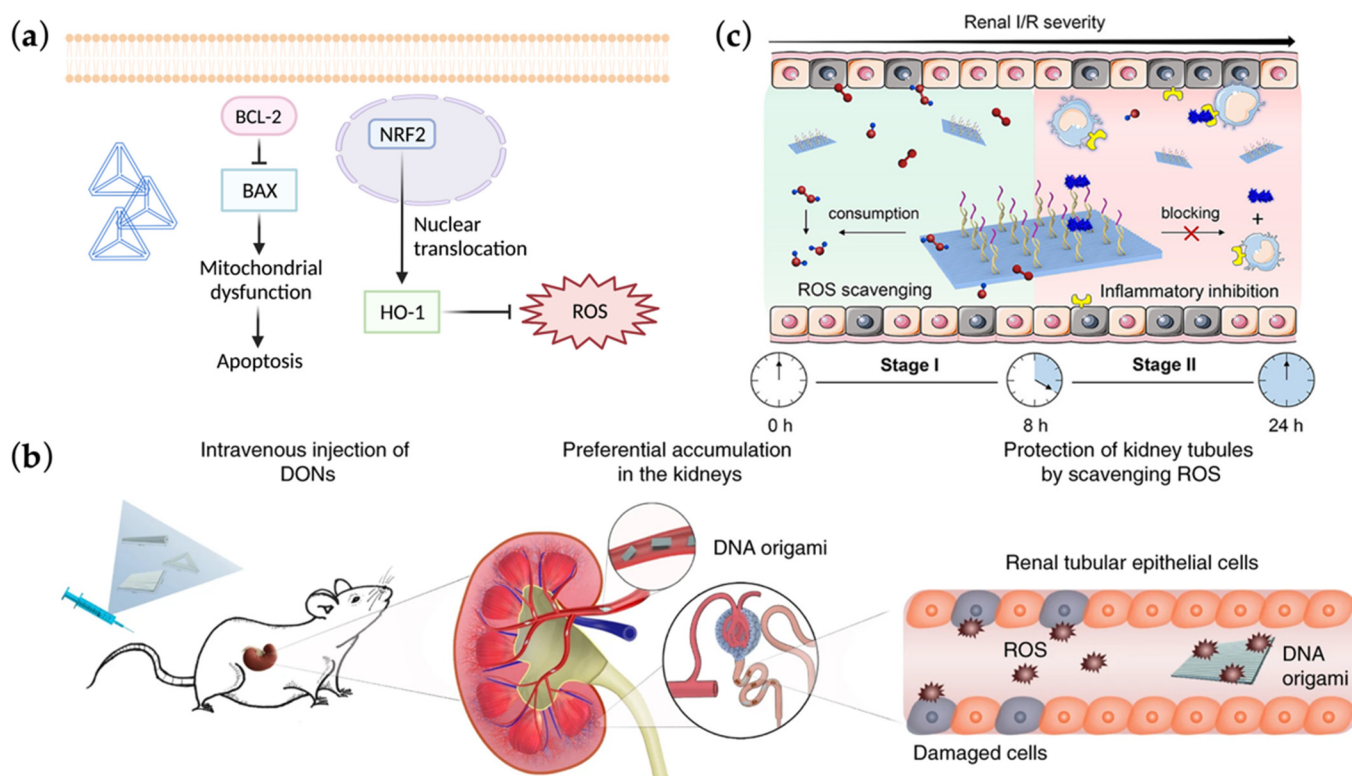 (a)
BCL-2
BAX
Mitochondrial
dysfunction
Apoptosis
NRF2
Nuclear
translocation
HO-1
ROS
(c)
Renal I/R severity
consumption
blocking
+
ROS scavenging
Inflammatory inhibition
Stage I
Stage II
0 h
8 h
24 h
(b)
Intravenous injection of
DONs
Preferential accumulation
in the kidneys
Protection of kidney tubules
by scavenging ROS
DNA origami
Renal tubular epithelial cells
ROS
DNA
origami
Damaged cells